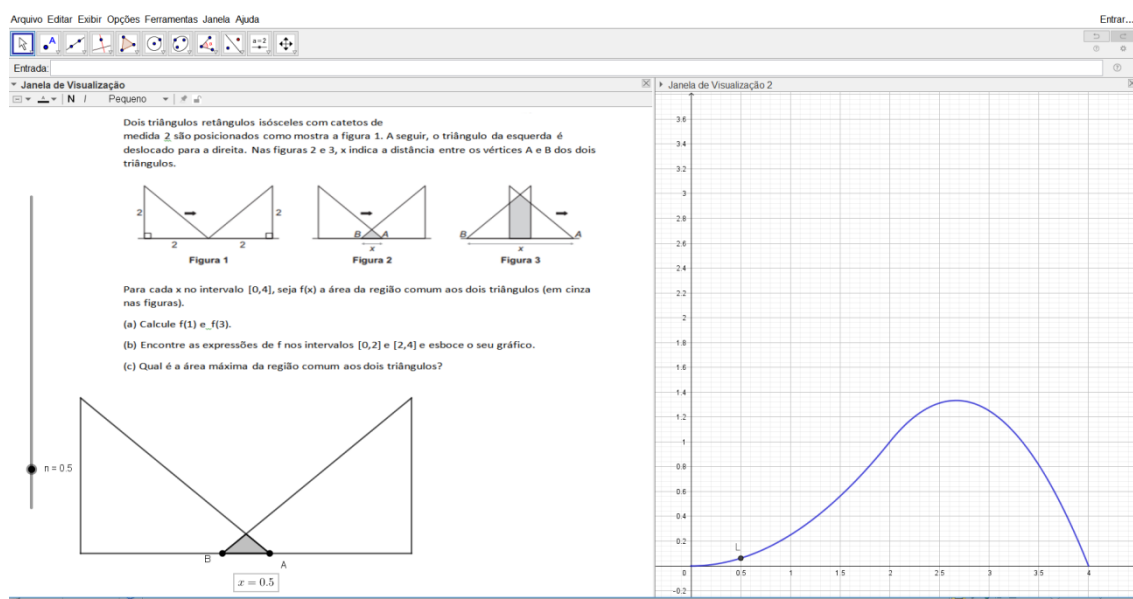 Arquivo Editar Exibir Opções Ferramentas Janela Ajuda
Entrar...
a=2
Entrada:
Janela de Visualização
Janela de Visualização 2
N I Pequeno
Dois triângulos retângulos isósceles com catetos de
medida 2 são posicionados como mostra a figura 1. A seguir, o triângulo da esquerda é
deslocado para a direita. Nas figuras 2 e 3, x indica a distância entre os vértices A e B dos dois
triângulos.
2 2
2 2
Figura 1
B A
x
Figura 2
B A
x
Figura 3
Para cada x no intervalo [0,4], seja f(x) a área da região comum aos dois triângulos (em cinza
nas figuras).
(a) Calcule f(1) e f(3).
(b) Encontre as expressões de f nos intervalos [0,2] e [2,4] e esboce o seu gráfico.
(c) Qual é a área máxima da região comum aos dois triângulos?
n = 0.5
B
A
x = 0.5
3.6
3.4
3.2
3
2.8
2.6
2.4
2.2
2
1.8
1.6
1.4
1.2
1
0.8
0.6
0.4
0.2
L
0 0.5 1 1.5 2 2.5 3 3.5 4
-0.2